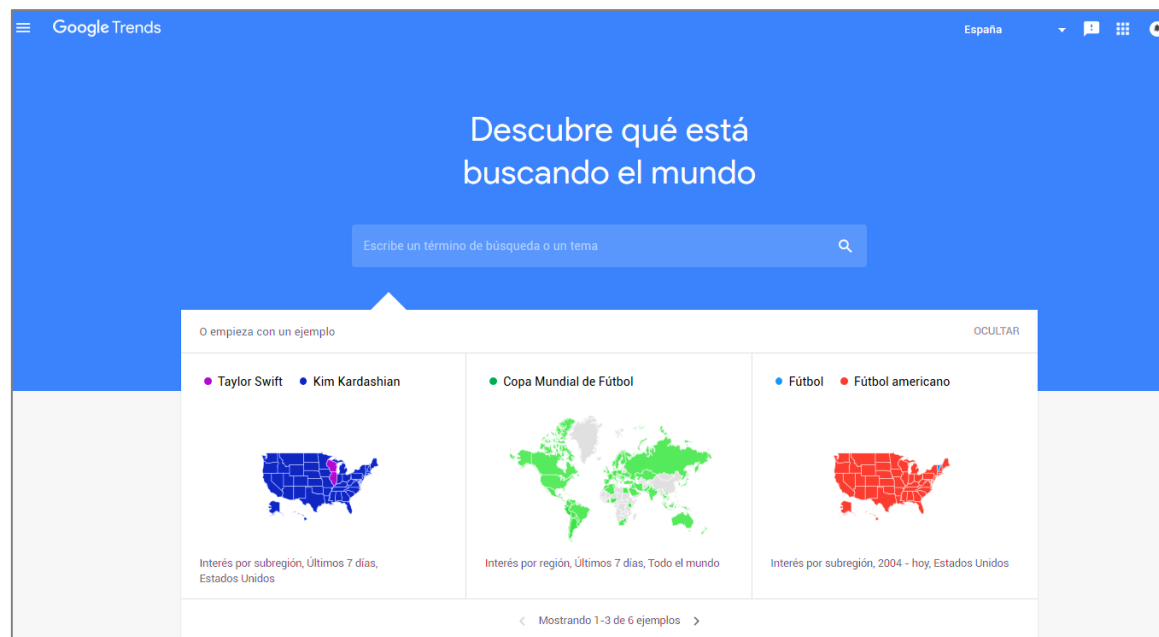 Google Trends
España
Descubre qué está
buscando el mundo
Escribe un término de búsqueda o un tema
O empieza con un ejemplo
OCULTAR
Taylor Swift
Kim Kardashian
Copa Mundial de Fútbol
Fútbol
Fútbol americano
Interés por subregión, Últimos 7 días,
Estados Unidos
Interés por región, Últimos 7 días, Todo el mundo
Interés por subregión, 2004 - hoy, Estados Unidos
Mostrando 1-3 de 6 ejemplos